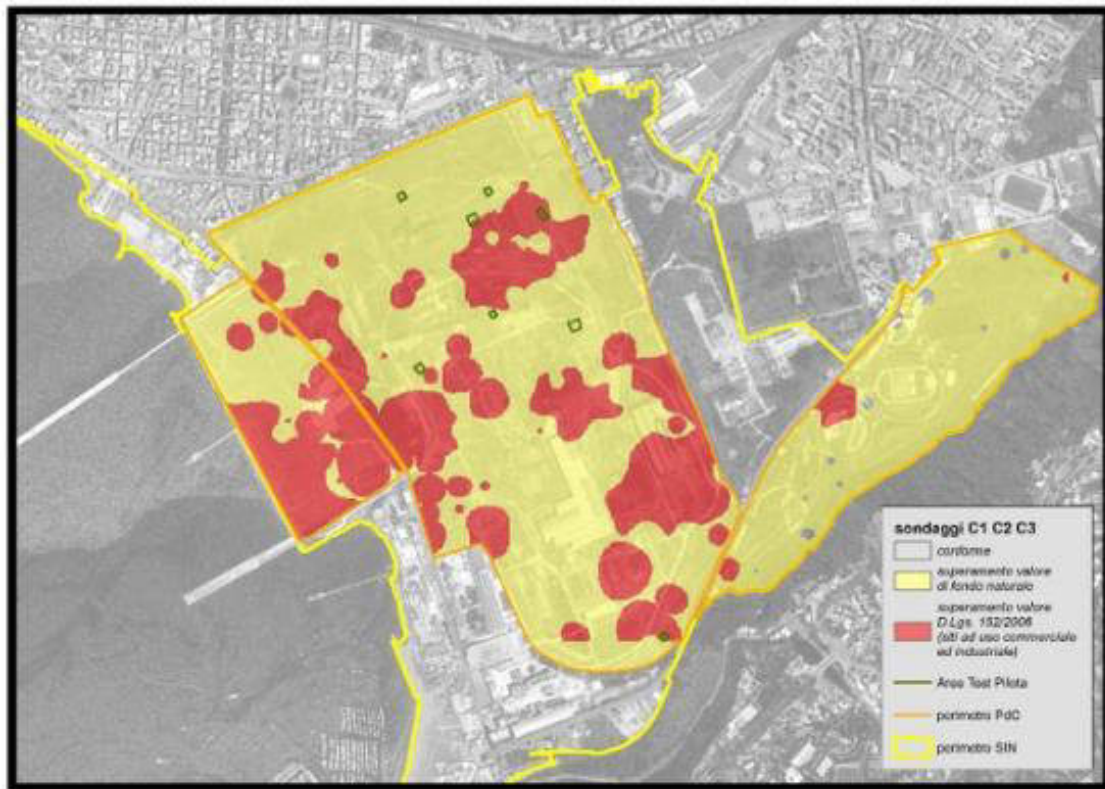 sondaggi C1 C2 C3
conforme
superamento valore
di fondo naturale
superamento valore
D.Lgs. 152/2006
(siti ad uso commerciale
ed industriale)
Area Test Pilota
perimetro PdC
perimetro SIN